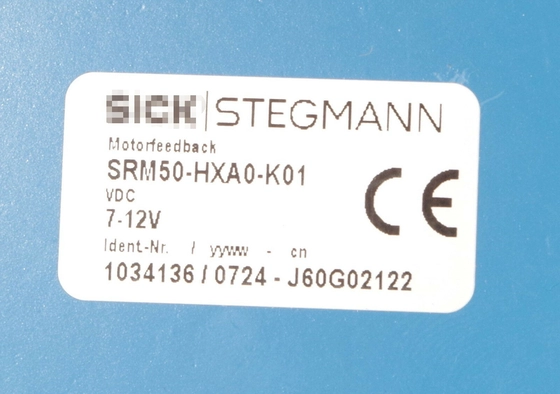 SICK | STEGMANN
Motorfeedback
SRM50-HXA0-K01
VDC
7-12V
Ident.-Nr. / yyww - cn
1034136 / 0724 - J60G02122
CE